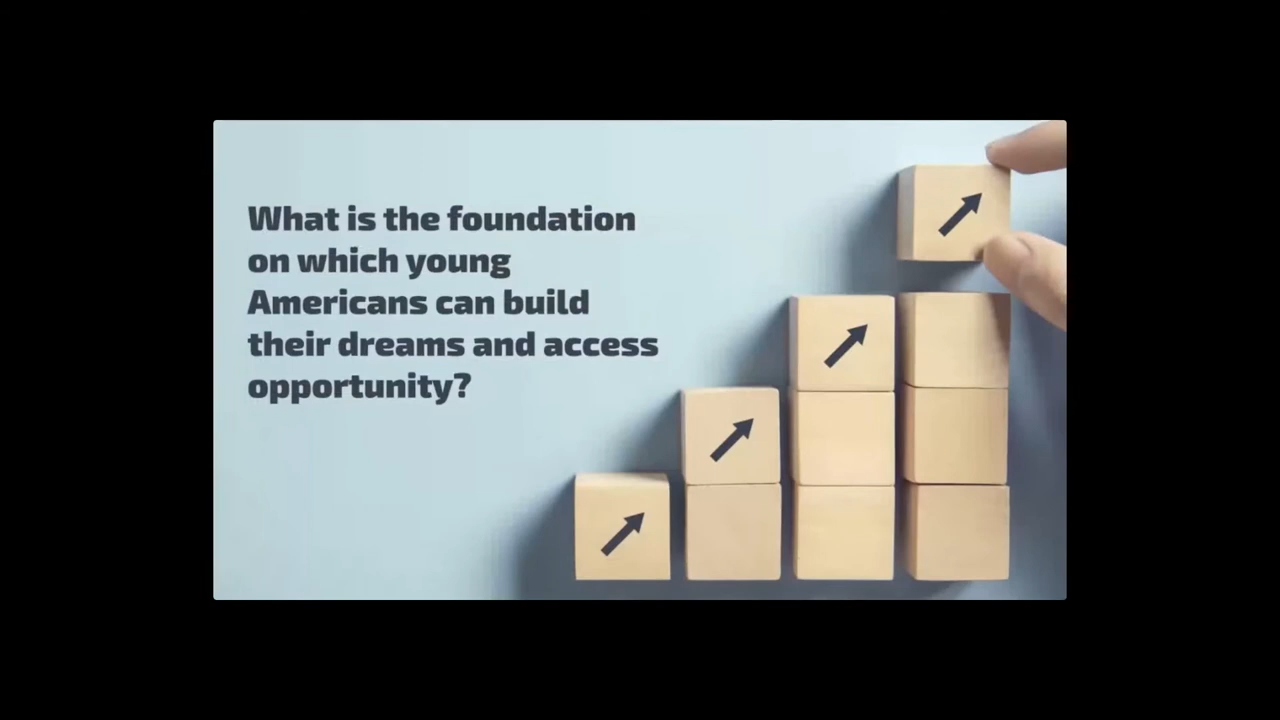 What is the foundation
on which young
Americans can build
their dreams and access
opportunity?